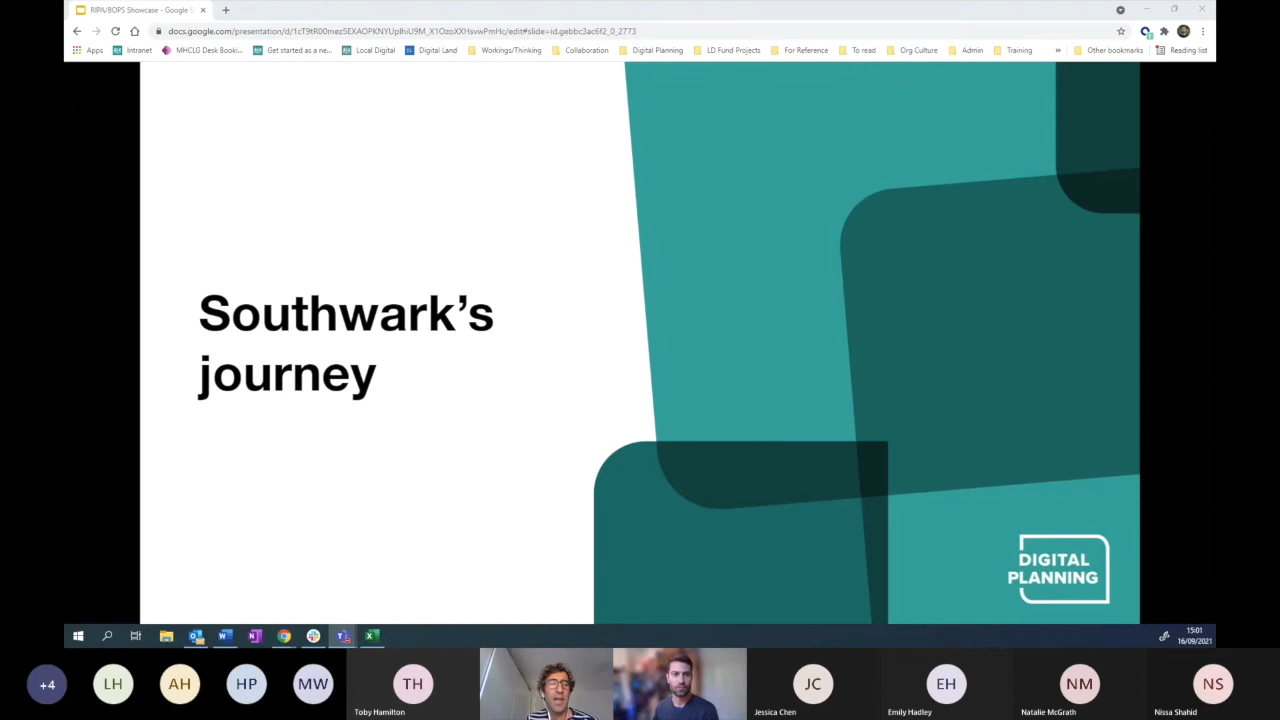 RIPA/BOPS Showcase - Google S
docs.google.com/presentation/d/1cT9tR00mez5EXAOPKNYUplhiU9M_X1OzoXXHsvwPmHc/edit#slide=id.gebbc3ac6f2_0_2773
Apps
Intranet
MHCLG Desk Booki...
Get started as a ne...
Local Digital
Digital Land
Workings/Thinking
Collaboration
Digital Planning
LD Fund Projects
For Reference
To read
Org Culture
Admin
Training
»
Other bookmarks
Reading list
Southwark's
journey
DIGITAL
PLANNING
15:01
16/09/2021
+4
LH
AH
HP
MW
TH
Toby Hamilton
JC
Jessica Chen
EH
Emily Hadley
NM
Natalie McGrath
NS
Nissa Shahid